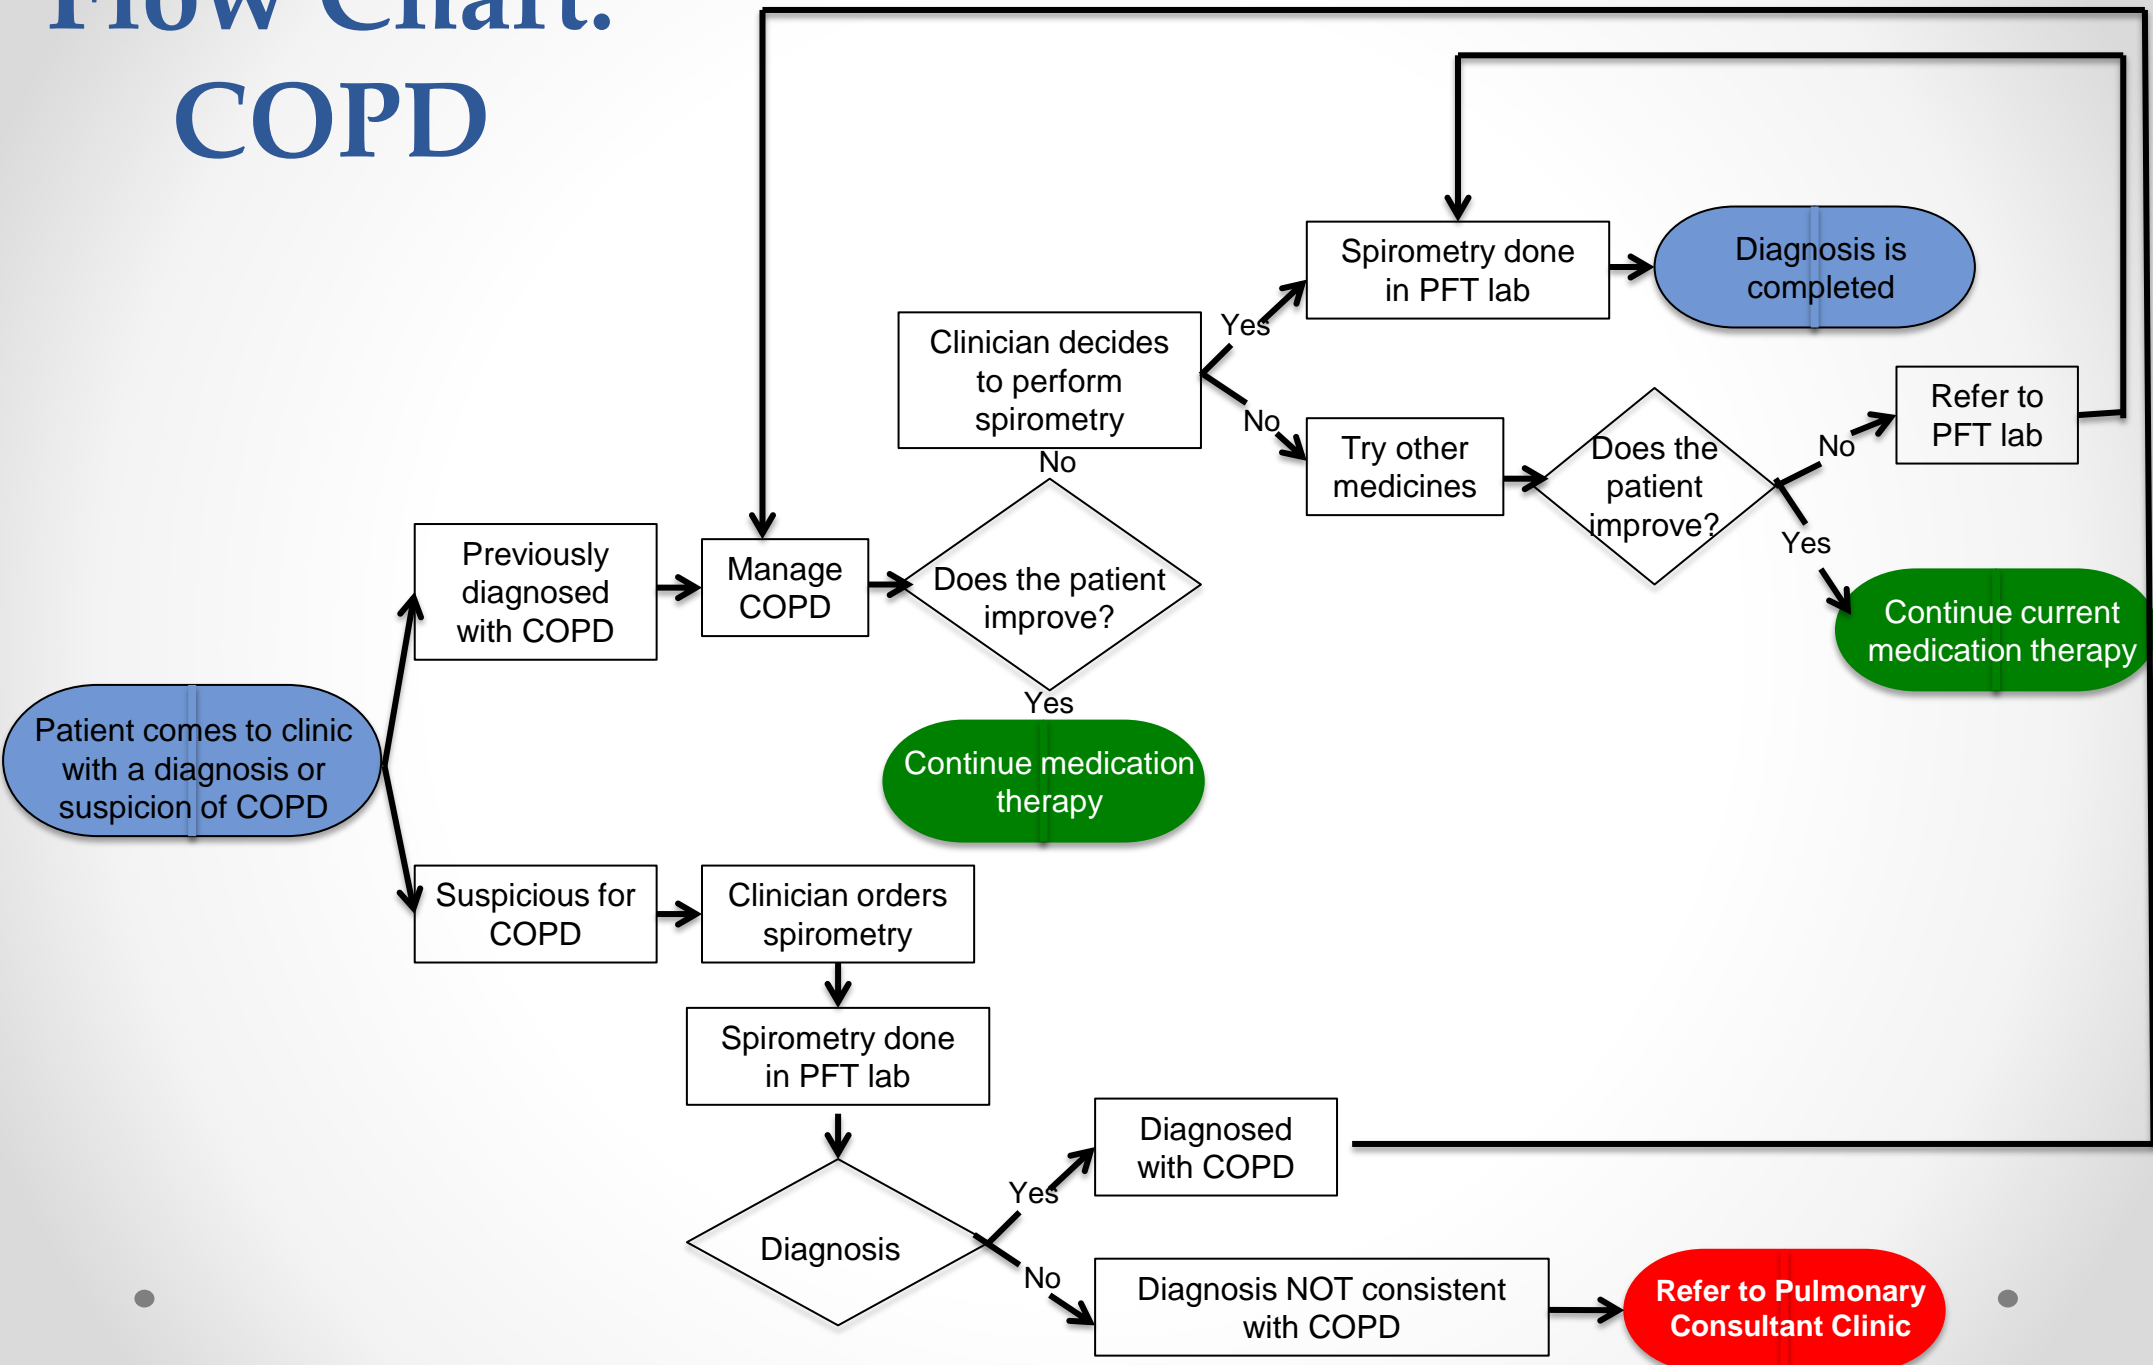 Flow Chart:
COPD
Spirometry done
in PFT lab
Diagnosis is
completed
Clinician decides
to perform
spirometry
Yes
No
Try other
medicines
Does the
patient
improve?
No
Refer to
PFT lab
Yes
Continue current
medication therapy
No
Previously
diagnosed
with COPD
Manage
COPD
Does the patient
improve?
Yes
Continue medication
therapy
Patient comes to clinic
with a diagnosis or
suspicion of COPD
Suspicious for
COPD
Clinician orders
spirometry
Spirometry done
in PFT lab
Diagnosis
Yes
Diagnosed
with COPD
No
Diagnosis NOT consistent
with COPD
Refer to Pulmonary
Consultant Clinic